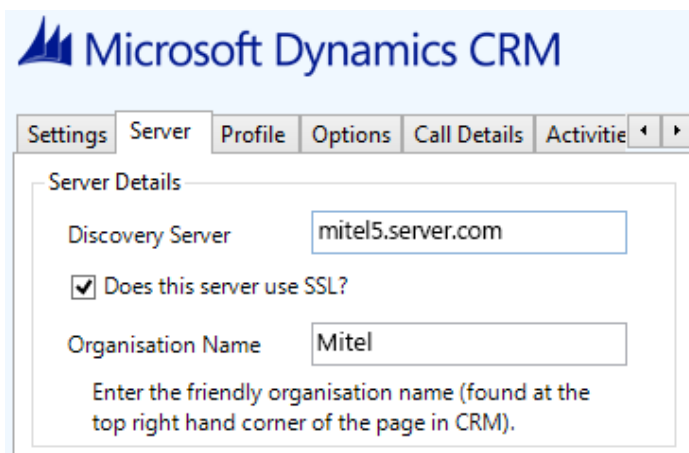 Microsoft Dynamics CRM
Settings Server Profile Options Call Details Activitie
Server Details
Discovery Server mitel5.server.com
Does this server use SSL?
Organisation Name Mitel
Enter the friendly organisation name (found at the
top right hand corner of the page in CRM).